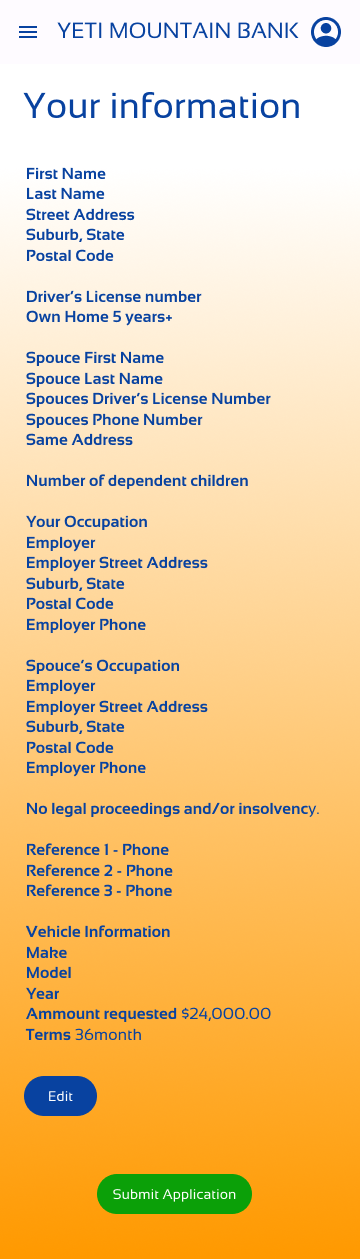 YETI MOUNTAIN BANK
Your information
First Name
Last Name
Street Address
Suburb, State
Postal Code
Driver’s License number
Own Home 5 years+
Spouce First Name
Spouce Last Name
Spouces Driver’s License Number
Spouces Phone Number
Same Address
Number of dependent children
Your Occupation
Employer
Employer Street Address
Suburb, State
Postal Code
Employer Phone
Spouce’s Occupation
Employer
Employer Street Address
Suburb, State
Postal Code
Employer Phone
No legal proceedings and/or insolvency.
Reference 1 - Phone
Reference 2 - Phone
Reference 3 - Phone
Vehicle Information
Make
Model
Year
Ammount requested $24,000.00
Terms 36month
Edit
Submit Application